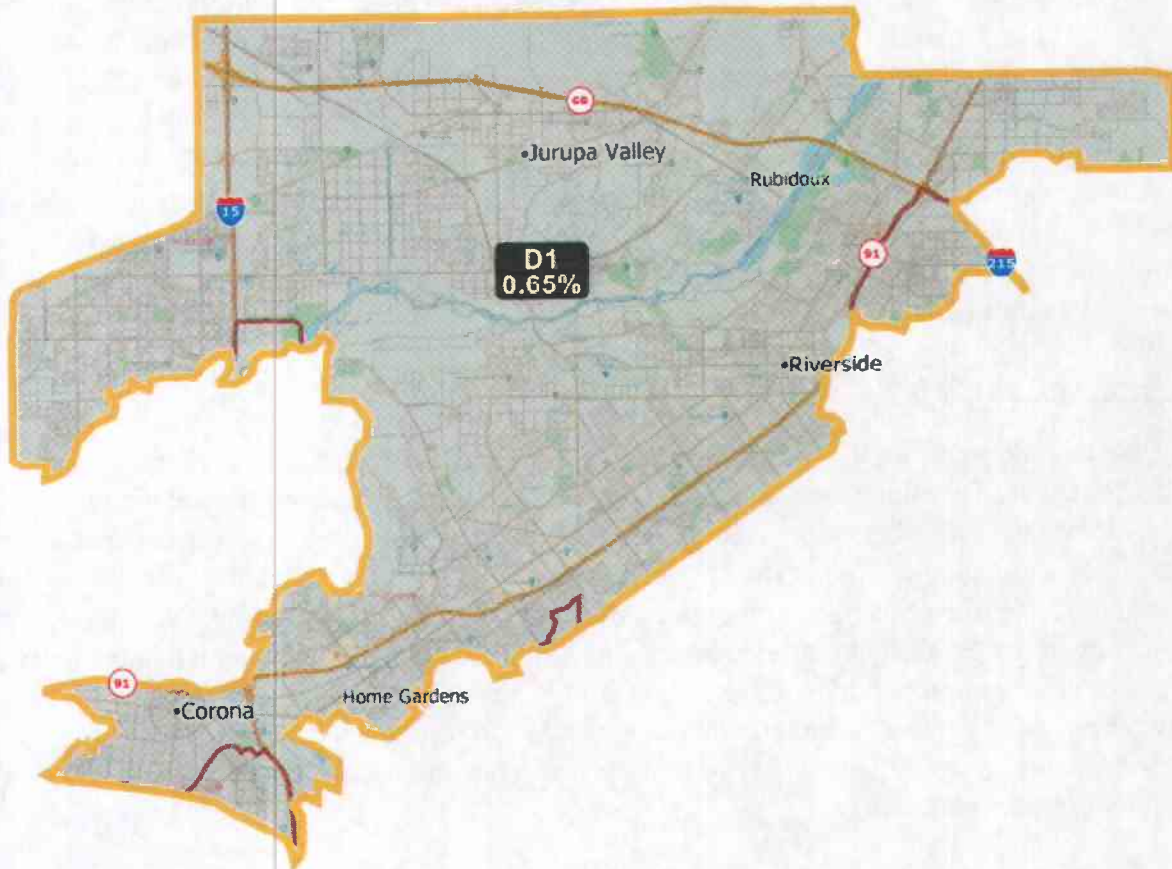 60
•Jurupa Valley
Rubidoux
15
D1
0.65%
91
215
•Riverside
91
Home Gardens
•Corona